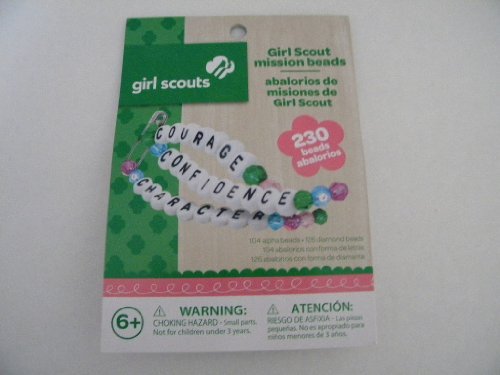 girl scouts
Girl Scout
mission beads
abalorios de
misiones de
Girl Scout
230
beads
abalorios
COURAGE
CONFIDENCE
CHARACTER
104 alpha beads • 126 diamond beads
104 abalorios con forma de letras
126 abalorios con forma de diamante
6+
WARNING:
CHOKING HAZARD - Small parts.
Not for children under 3 years.
ATENCIÓN:
RIESGO DE ASFIXIA - Las piezas
pequeñas. No es apropiado para
niños menores de 3 años.